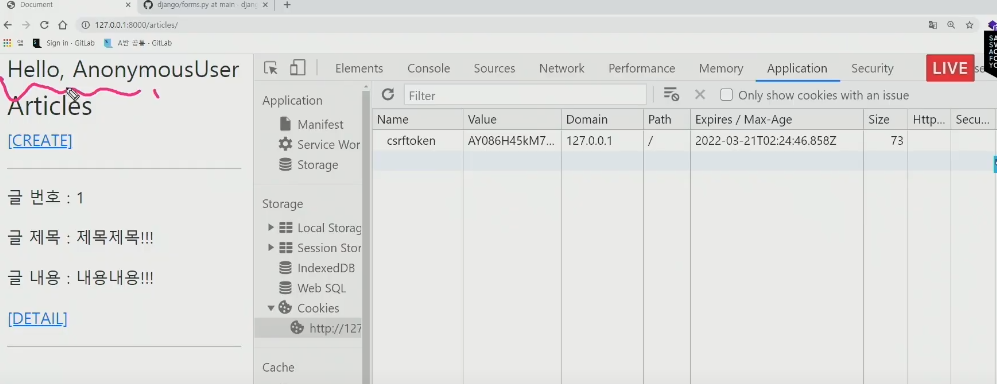 Document
django/forms.py at main · djang
127.0.0.1:8000/articles/
앱
Sign in · GitLab
GitLab
Hello, AnonymousUser
Articles
[CREATE]
글 번호 : 1
글 제목 : 제목제목!!!
글 내용 : 내용내용!!!
[DETAIL]
Elements Console Sources Network Performance Memory Application Security
LIVE
Application
Manifest
Service Wor
Storage
Storage
Local Storag
Session Stor
IndexedDB
Web SQL
Cookies
http://127
Cache
Filter
Only show cookies with an issue
Name Value Domain Path Expires / Max-Age Size Http... Secu...
csrftoken AY086H45kM7... 127.0.0.1 / 2022-03-21T02:24:46.858Z 73